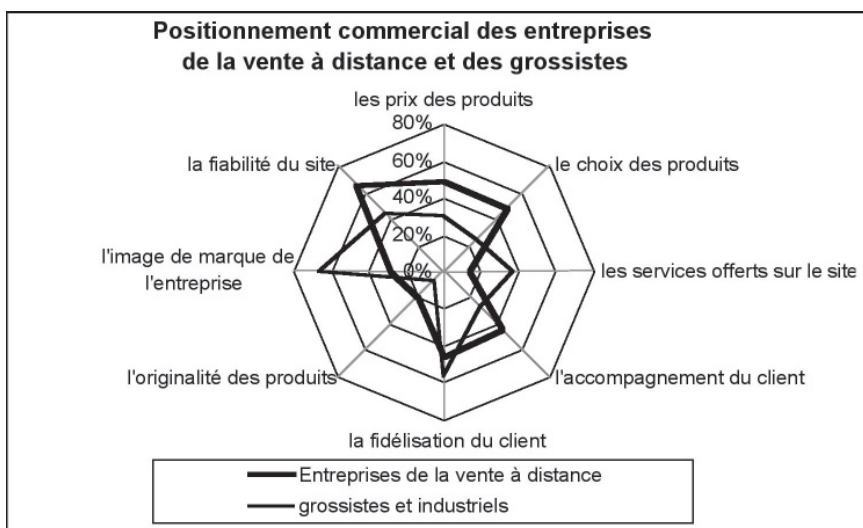 Positionnement commercial des entreprises
de la vente à distance et des grossistes
les prix des produits
80%
la fiabilité du site
le choix des produits
60%
40%
20%
l'image de marque de
l'entreprise
0%
les services offerts sur le site
l'originalité des produits
l'accompagnement du client
la fidélisation du client
Entreprises de la vente à distance
grossistes et industriels